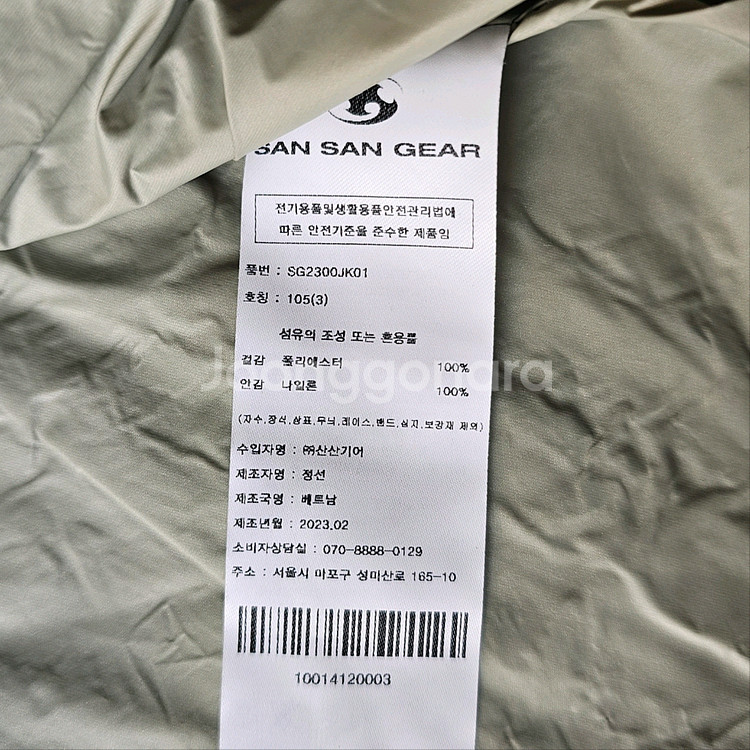 SAN SAN GEAR
전기용품및생활용품안전관리법에
따른 안전기준을 준수한 제품임
품번 : SG2300JK01
호칭 : 105(3)
섬유의 조성 또는 혼용률
겉감 폴리에스터 100%
안감 나일론 100%
Joonggonara
(자수,장식,상표,무늬,레이스,밴드,심지,보강재 제외)
수입자명 : ㈜산산기어
제조자명 : 정선
제조국명 : 베트남
제조년월 : 2023.02
소비자상담실 : 070-8888-0129
주소 : 서울시 마포구 성미산로 165-10
10014120003